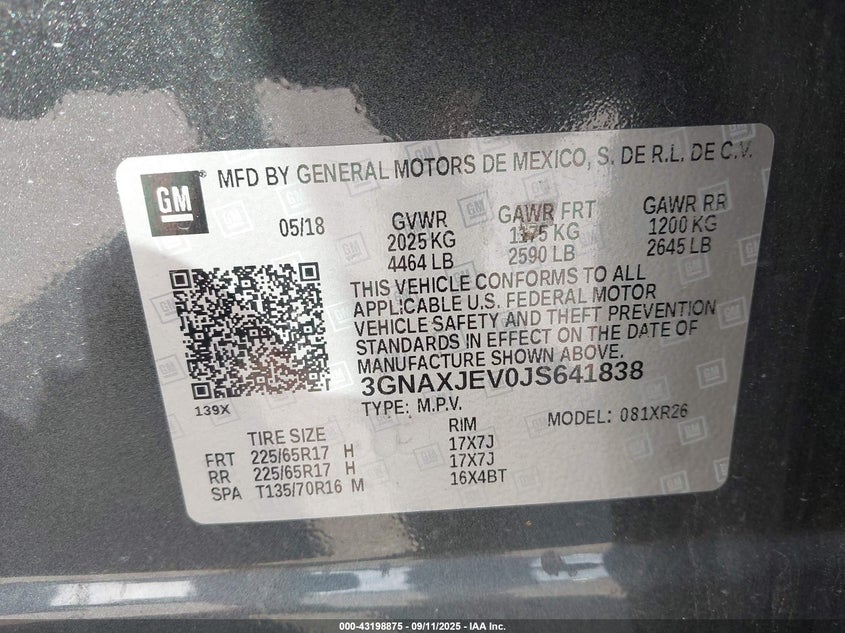 GM ® MFD BY GENERAL MOTORS DE MEXICO, S. DE R.L. DE C.V.
05/18 GVWR GAWR FRT GAWR RR
2025 KG 1175 KG 1200 KG
4464 LB 2590 LB 2645 LB
THIS VEHICLE CONFORMS TO ALL
APPLICABLE U.S. FEDERAL MOTOR
VEHICLE SAFETY AND THEFT PREVENTION
STANDARDS IN EFFECT ON THE DATE OF
MANUFACTURE SHOWN ABOVE.
3GNAXJEV0JS641838
139X TYPE: M.P.V. MODEL: 081XR26
TIRE SIZE RIM
FRT 225/65R17 H 17X7J
RR 225/65R17 H 17X7J
SPA T135/70R16 M 16X4BT
000-43198875 - 09/11/2025 - IAA Inc.